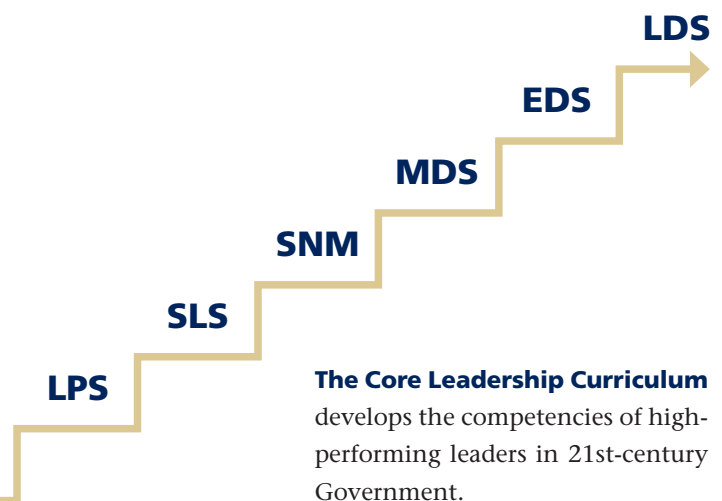 LDS
EDS
MDS
SNM
SLS
LPS
The Core Leadership Curriculum
develops the competencies of high-
performing leaders in 21st-century
Government.